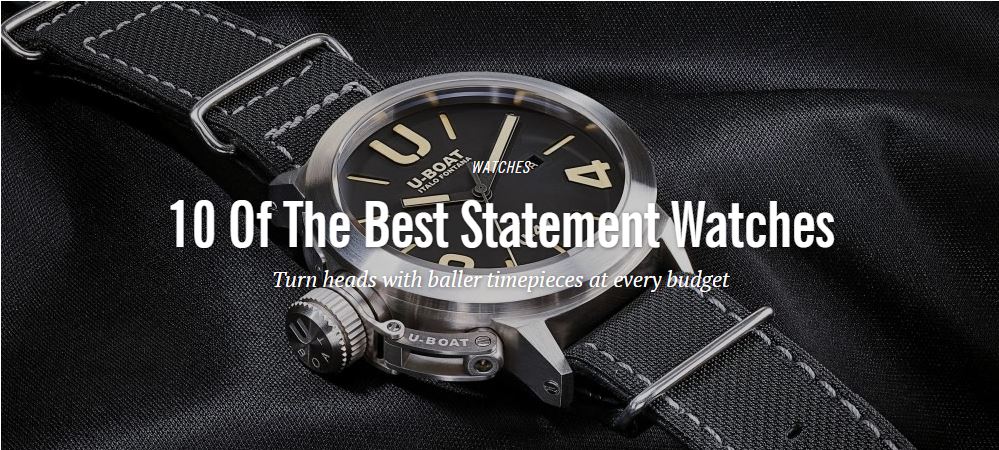 U
U-BOAT
ITALO FONTANA
4
WATCHES
10 Of The Best Statement Watches
Turn heads with baller timepieces at every budget
U-BOAT